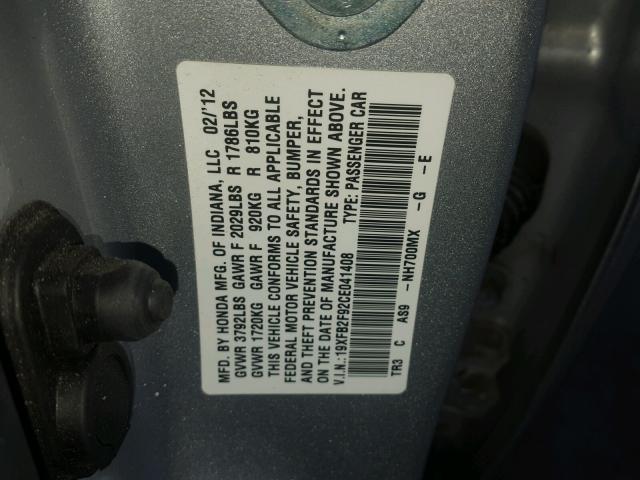 MFD. BY HONDA MFG. OF INDIANA, LLC 02/'12
GVWR 3792LBS GAWR F 2029LBS R 1786LBS
GVWR 1720KG GAWR F 920KG R 810KG
THIS VEHICLE CONFORMS TO ALL APPLICABLE
FEDERAL MOTOR VEHICLE SAFETY, BUMPER,
AND THEFT PREVENTION STANDARDS IN EFFECT
ON THE DATE OF MANUFACTURE SHOWN ABOVE.
V.I.N.:19XFB2F92CE041408 TYPE: PASSENGER CAR
TR3 C AS9 -NH700MX -G -E